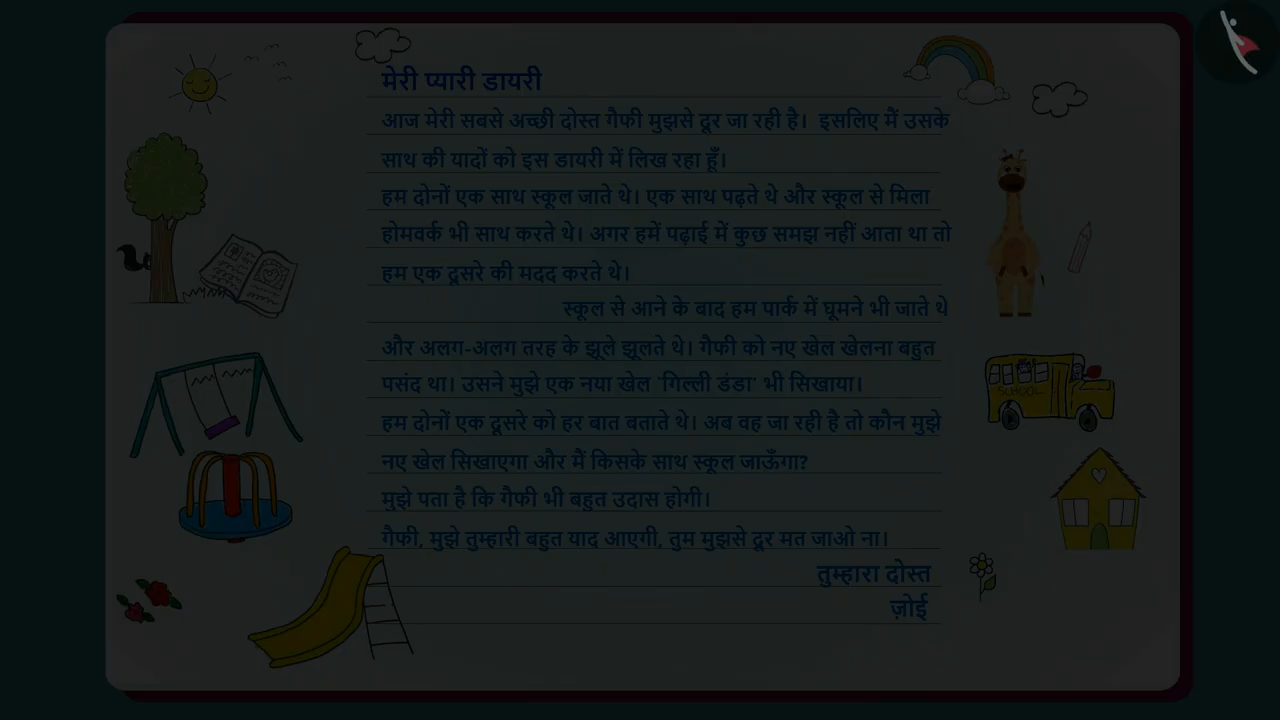 मेरी प्यारी डायरी
आज मेरी सबसे अच्छी दोस्त गैफी मुझसे दूर जा रही है। इसलिए मैं उसके
साथ की यादों को इस डायरी में लिख रहा हूँ।
हम दोनों एक साथ स्कूल जाते थे। एक साथ पढ़ते थे और स्कूल से मिला
होमवर्क भी साथ करते थे। अगर हमें पढ़ाई में कुछ समझ नहीं आता था तो
हम एक दूसरे की मदद करते थे।
स्कूल से आने के बाद हम पार्क में घूमने भी जाते थे
और अलग-अलग तरह के झूले झूलते थे। गैफी को नए खेल खेलना बहुत
पसंद था। उसने मुझे एक नया खेल 'गिल्ली डंडा' भी सिखाया।
हम दोनों एक दूसरे को हर बात बताते थे। अब वह जा रही है तो कौन मुझे
नए खेल सिखाएगा और मैं किसके साथ स्कूल जाऊँगा?
मुझे पता है कि गैफी भी बहुत उदास होगी।
गैफी, मुझे तुम्हारी बहुत याद आएगी, तुम मुझसे दूर मत जाओ ना।
तुम्हारा दोस्त
ज़ोई
SCHOOL